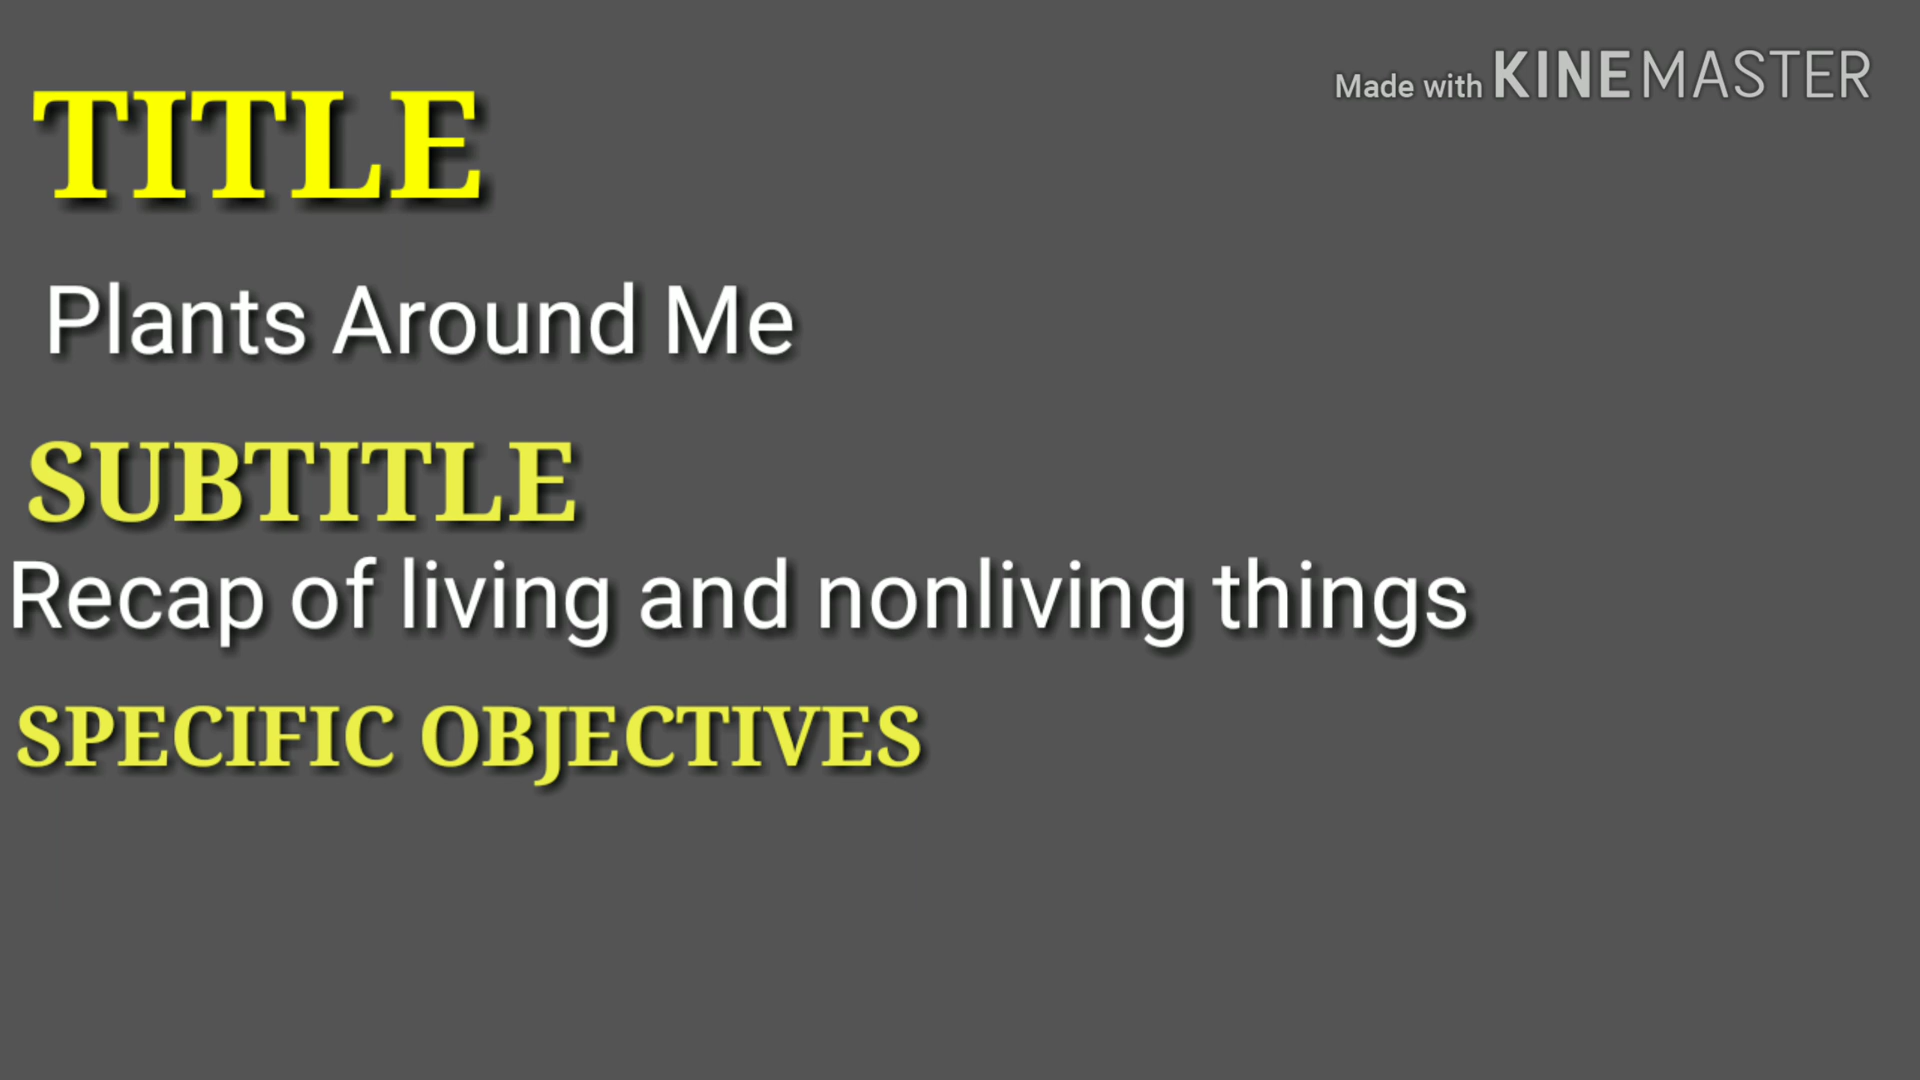 Made with KINEMASTER
TITLE
Plants Around Me
SUBTITLE
Recap of living and nonliving things
SPECIFIC OBJECTIVES